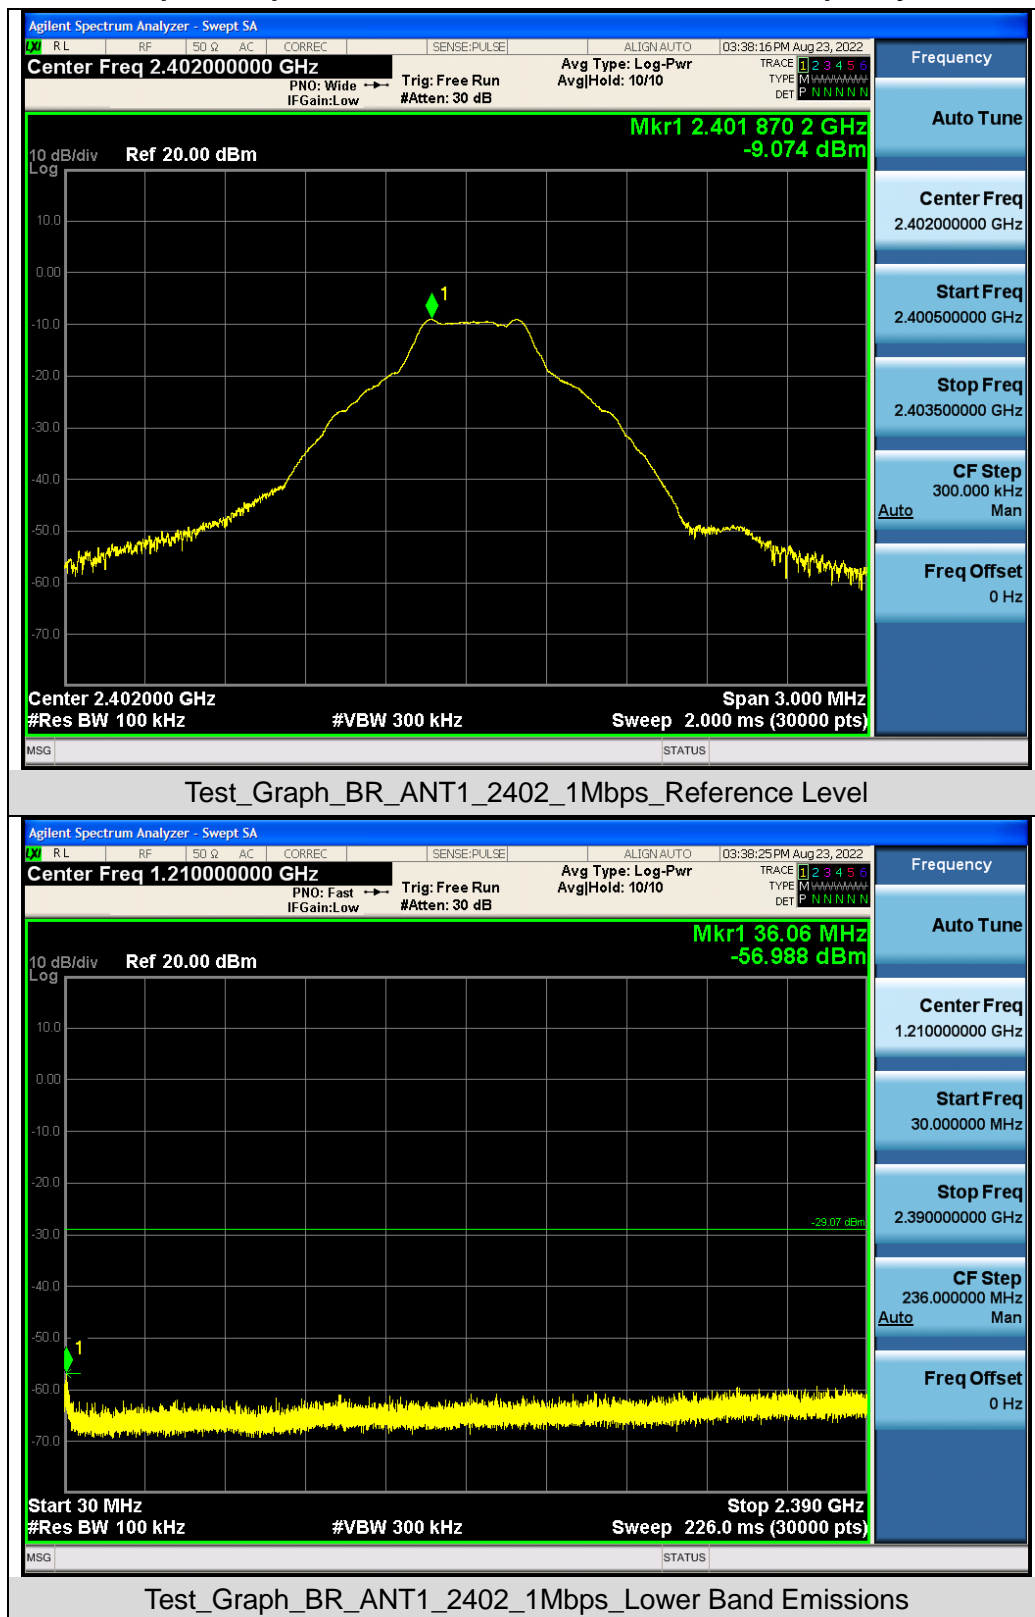 Agilent Spectrum Analyzer - Swept SA
LXI RL RF 50 Ω AC CORREC SENSE:PULSE ALIGN AUTO 03:38:16 PM Aug 23, 2022
Center Freq 2.402000000 GHz
PNO: Wide
IFGain:Low
Trig: Free Run
#Atten: 30 dB
Avg Type: Log-Pwr
Avg|Hold: 10/10
TRACE 1 2 3 4 5 6
TYPE M
DET P N N N N N
Mkr1 2.401 870 2 GHz
-9.074 dBm
10 dB/div Ref 20.00 dBm
Log
10.0
0.00
-10.0
-20.0
-30.0
-40.0
-50.0
-60.0
-70.0
1
Center 2.402000 GHz Span 3.000 MHz
#Res BW 100 kHz #VBW 300 kHz Sweep 2.000 ms (30000 pts)
MSG STATUS
Frequency
Auto Tune
Center Freq
2.402000000 GHz
Start Freq
2.400500000 GHz
Stop Freq
2.403500000 GHz
CF Step
300.000 kHz
Auto Man
Freq Offset
0 Hz
Test_Graph_BR_ANT1_2402_1Mbps_Reference Level
Agilent Spectrum Analyzer - Swept SA
LXI RL RF 50 Ω AC CORREC SENSE:PULSE ALIGN AUTO 03:38:25 PM Aug 23, 2022
Center Freq 1.210000000 GHz
PNO: Fast
IFGain:Low
Trig: Free Run
#Atten: 30 dB
Avg Type: Log-Pwr
Avg|Hold: 10/10
TRACE 1 2 3 4 5 6
TYPE M
DET P N N N N N
Mkr1 36.06 MHz
-56.988 dBm
10 dB/div Ref 20.00 dBm
Log
10.0
0.00
-10.0
-20.0
-30.0
-40.0
-50.0
-60.0
-70.0
-29.07 dBm
1
Start 30 MHz Stop 2.390 GHz
#Res BW 100 kHz #VBW 300 kHz Sweep 226.0 ms (30000 pts)
MSG STATUS
Frequency
Auto Tune
Center Freq
1.210000000 GHz
Start Freq
30.000000 MHz
Stop Freq
2.390000000 GHz
CF Step
236.000000 MHz
Auto Man
Freq Offset
0 Hz
Test_Graph_BR_ANT1_2402_1Mbps_Lower Band Emissions